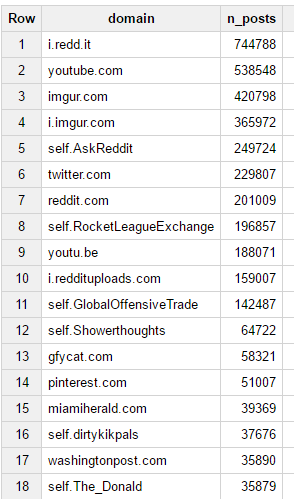 Row domain n_posts
1 i.redd.it 744788
2 youtube.com 538548
3 imgur.com 420798
4 i.imgur.com 365972
5 self.AskReddit 249724
6 twitter.com 229807
7 reddit.com 201009
8 self.RocketLeagueExchange 196857
9 youtu.be 188071
10 i.reddituploads.com 159007
11 self.GlobalOffensiveTrade 142487
12 self.Showerthoughts 64722
13 gfycat.com 58321
14 pinterest.com 51007
15 miamiherald.com 39369
16 self.dirtykikpals 37676
17 washingtonpost.com 35890
18 self.The_Donald 35879